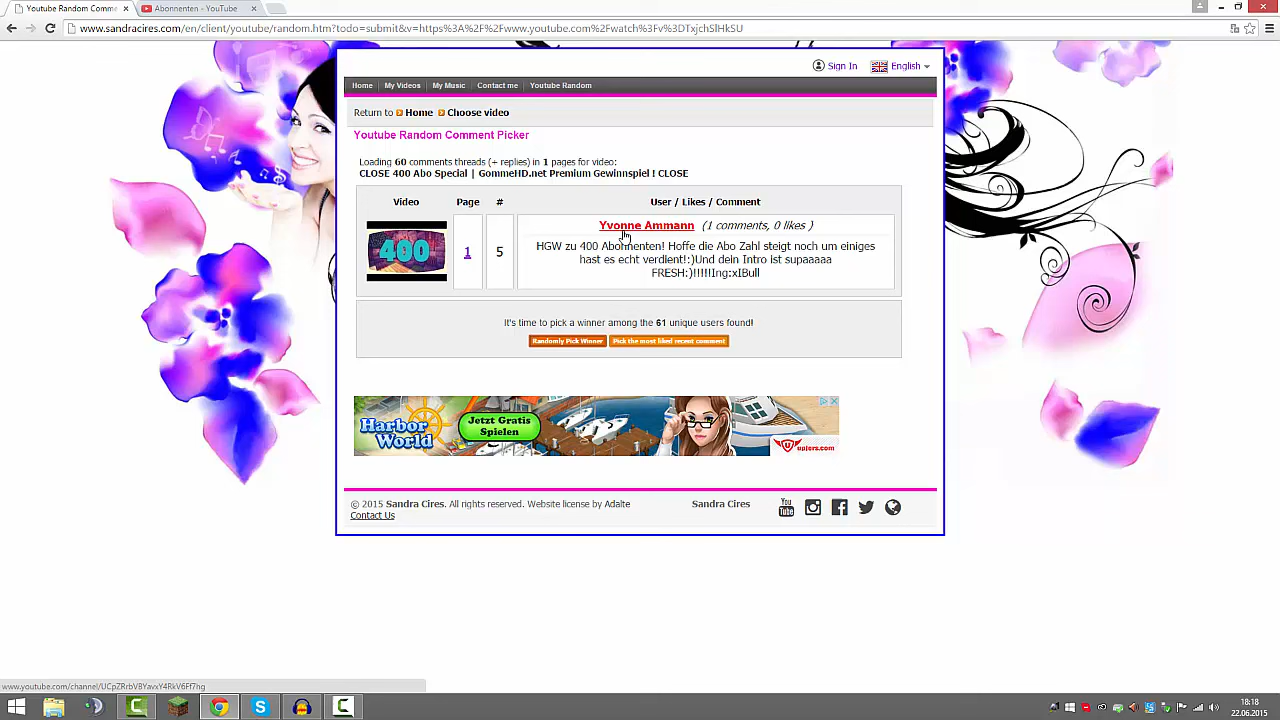 Youtube Random Comme
Abonnenten - YouTube
www.sandracires.com/en/client/youtube/random.htm?todo=submit&v=https%3A%2F%2Fwww.youtube.com%2Fwatch%3Fv%3DTxjchSlHkSU
Sign In English
Home My Videos My Music Contact me Youtube Random
Return to Home Choose video
Youtube Random Comment Picker
Loading 60 comments threads (+ replies) in 1 pages for video:
CLOSE 400 Abo Special | GommeHD.net Premium Gewinnspiel ! CLOSE
Video Page # User / Likes / Comment
400
1
5
Yvonne Ammann (1 comments, 0 likes )
HGW zu 400 Abonnenten! Hoffe die Abo Zahl steigt noch um einiges
hast es echt verdient!:)Und dein Intro ist supaaaaa
FRESH:)!!!!!Ing:xIBull
It's time to pick a winner among the 61 unique users found!
Randomly Pick Winner Pick the most liked recent comment
Harbor
World
Jetzt Gratis
Spielen
upjers.com
© 2015 Sandra Cires. All rights reserved. Website license by Adalte
Contact Us
Sandra Cires
You
Tube
www.youtube.com/channel/UCpZRrbVBYavxY4RkV6Ff7hg
18:18
22.06.2015